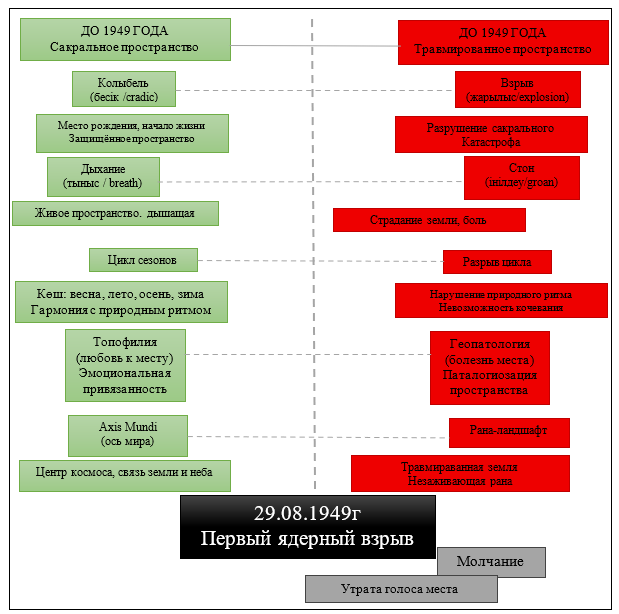 ДО 1949 ГОДА
Сакральное пространство
ДО 1949 ГОДА
Травмированное пространство
Колыбель
(бесік /cradic)
Взрыв
(жарылыс/explosion)
Место рождения, начало жизни
Защищённое пространство
Разрушение сакрального
Катастрофа
Дыхание
(тыныс / breath)
Стон
(іңілдеу/groan)
Живое пространство. дышащая
Страдание земли, боль
Цикл сезонов
Разрыв цикла
Көш: весна, лето, осень, зима
Гармония с природным ритмом
Нарушение природного ритма
Невозможность кочевания
Топофилия
(любовь к месту)
Эмоциональная
привязанность
Геопатология
(болезнь места)
Паталогиозация
пространства
Axis Mundi
(ось мира)
Рана-ландшафт
Центр космоса, связь земли и неба
Травмираванная земля
Незаживающая рана
29.08.1949г
Первый ядерный взрыв
Молчание
Утрата голоса места